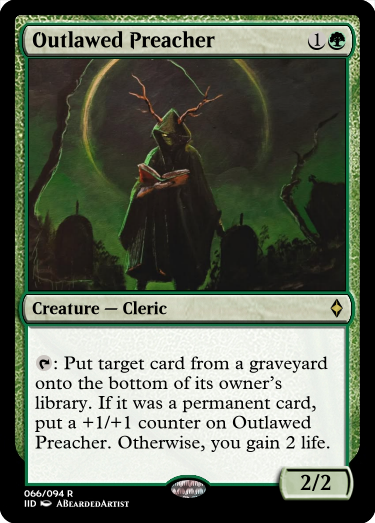 Outlawed Preacher 1
Creature — Cleric
: Put target card from a graveyard
onto the bottom of its owner's
library. If it was a permanent card,
put a +1/+1 counter on Outlawed
Preacher. Otherwise, you gain 2 life.
2/2
066/094 R
IID ABeardedArtist